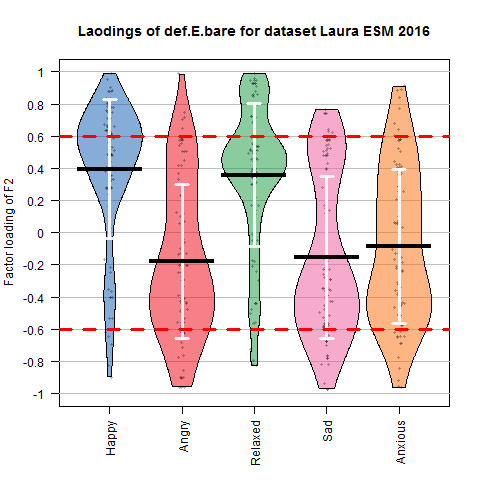 Laodings of def.E.bare for dataset Laura ESM 2016
Factor loading of F2
1
0.8
0.6
0.4
0.2
0
-0.2
-0.4
-0.6
-0.8
-1
Happy
Angry
Relaxed
Sad
Anxious